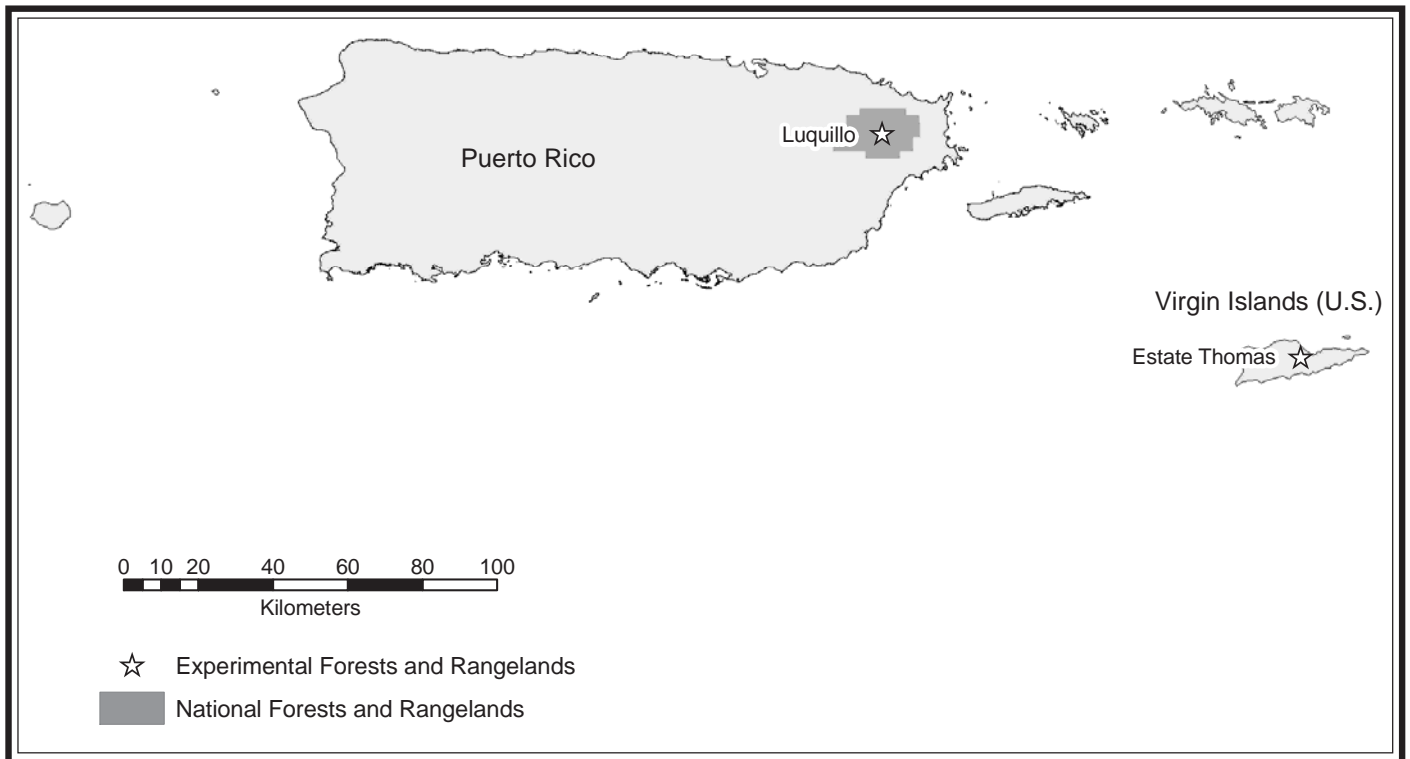 Luquillo
Puerto Rico
Virgin Islands (U.S.)
Estate Thomas
0 10 20 40 60 80 100
Kilometers
Experimental Forests and Rangelands
National Forests and Rangelands